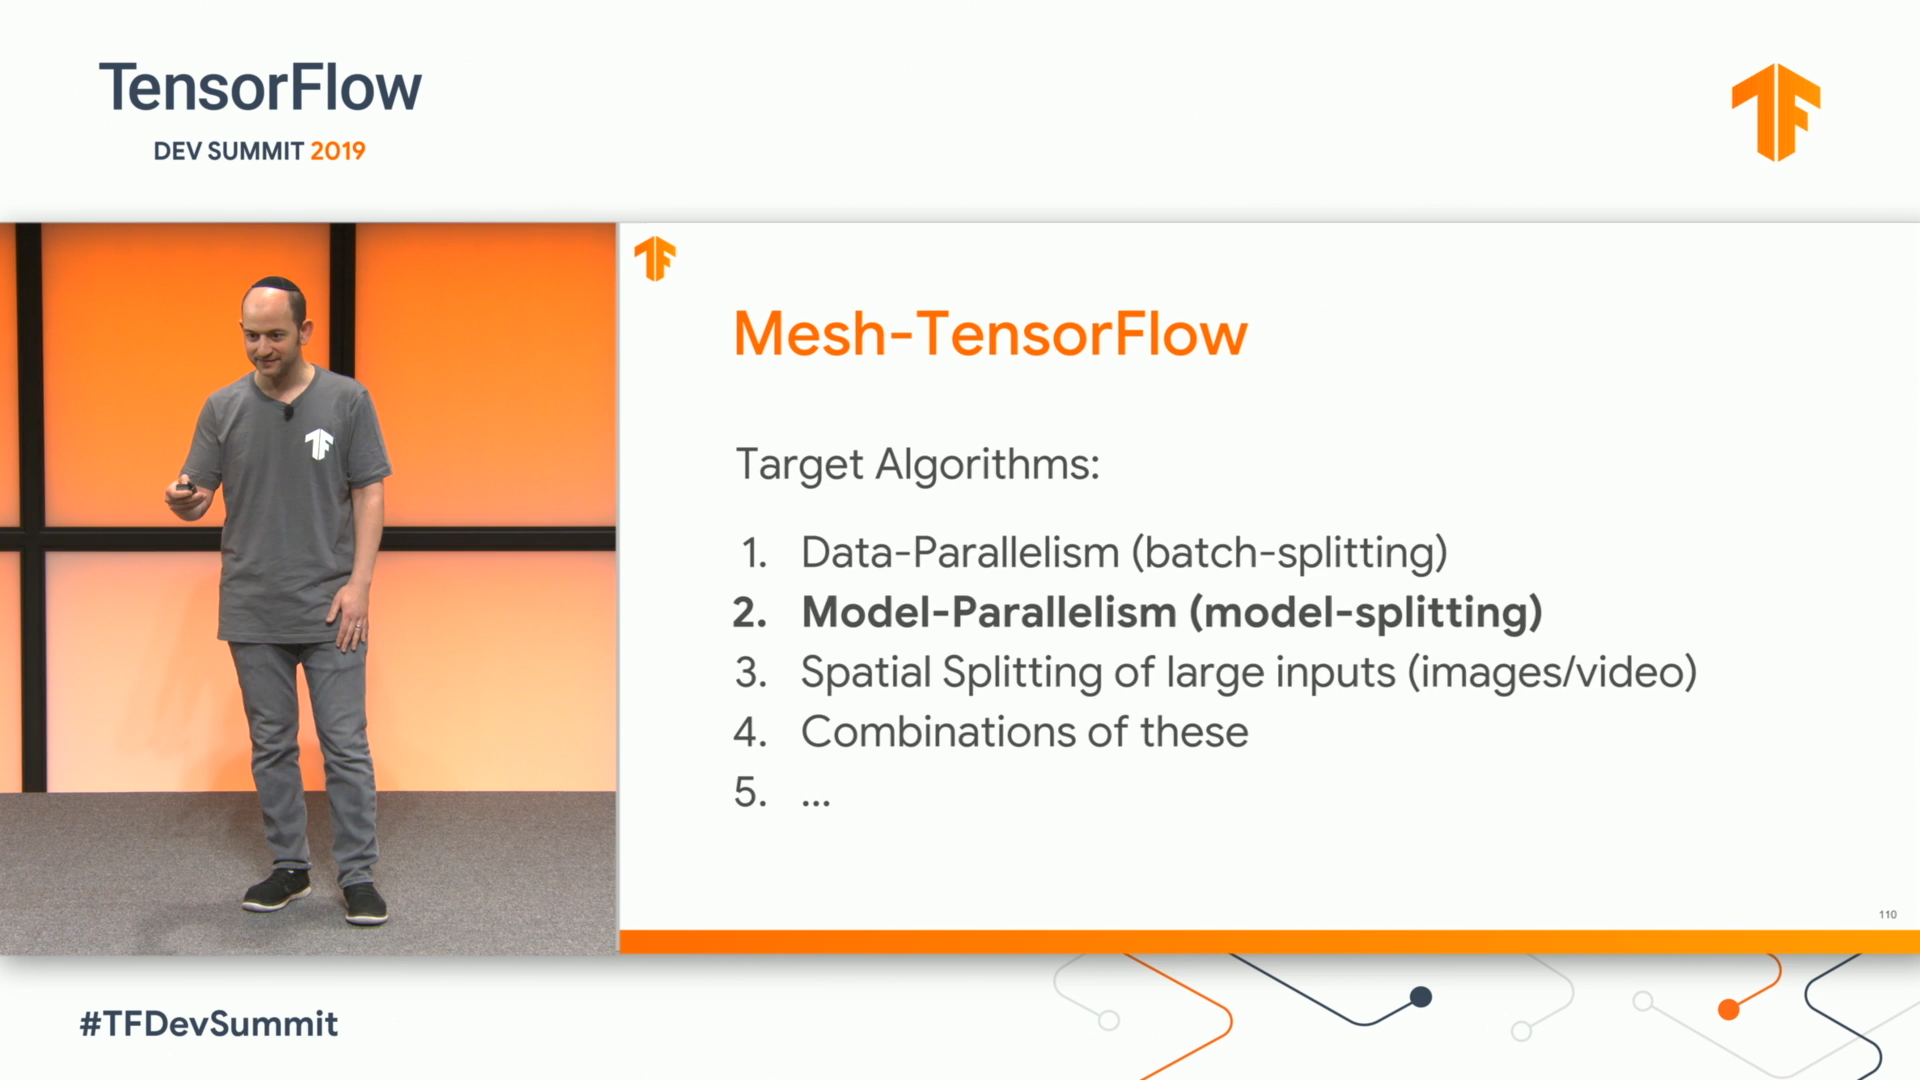 TensorFlow
DEV SUMMIT 2019
Mesh-TensorFlow
Target Algorithms:
1. Data-Parallelism (batch-splitting)
2. Model-Parallelism (model-splitting)
3. Spatial Splitting of large inputs (images/video)
4. Combinations of these
5. ...
110
#TFDevSummit